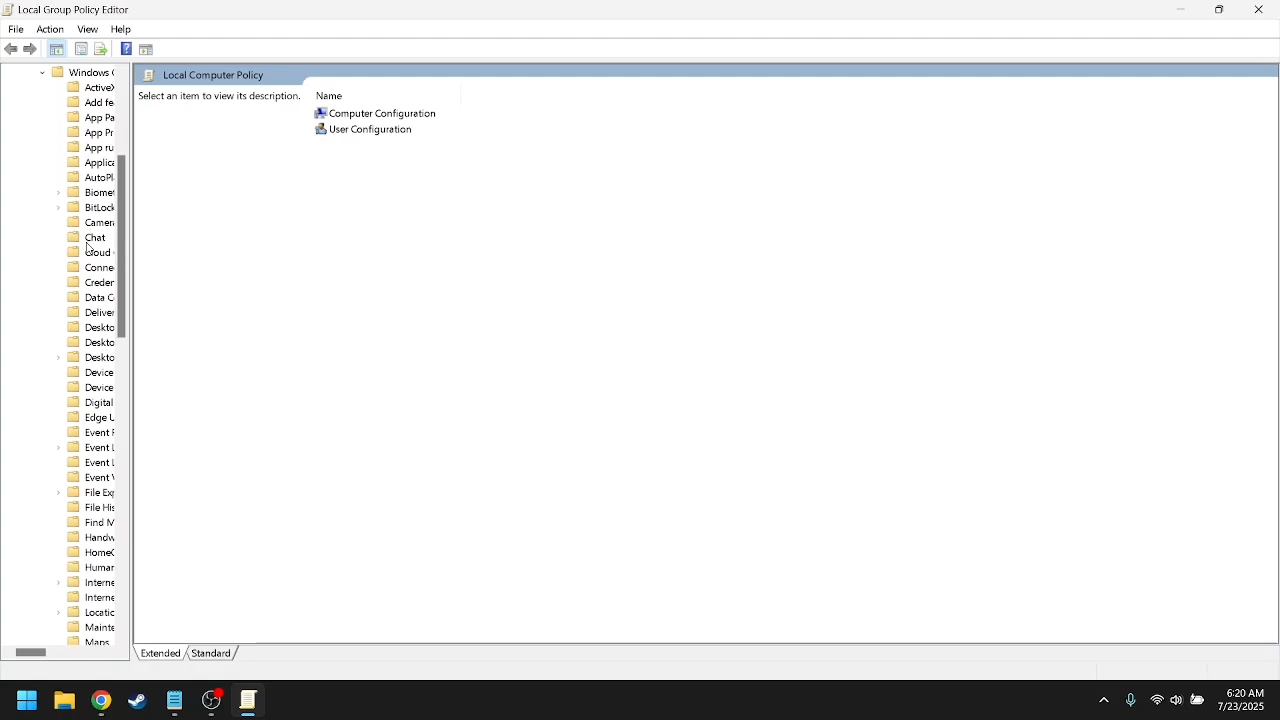 Local Group Policy Editor
File Action View Help
Windows (
ActiveX
Add fe
App Pa
App Pr
App ru
Applica
AutoPl
Biomet
BitLock
Camer
Chat
Cloud
Conne
Creder
Data C
Deliver
Deskto
Deskto
Deskto
Device
Device
Digital
Edge U
Event F
Event L
Event L
Event V
File Exp
File His
Find M
Handw
HomeG
Human
Interne
Interne
Locatic
Mainte
Maps
Local Computer Policy
Select an item to view its description.
Name
Computer Configuration
User Configuration
Extended Standard
6:20 AM
7/23/2025